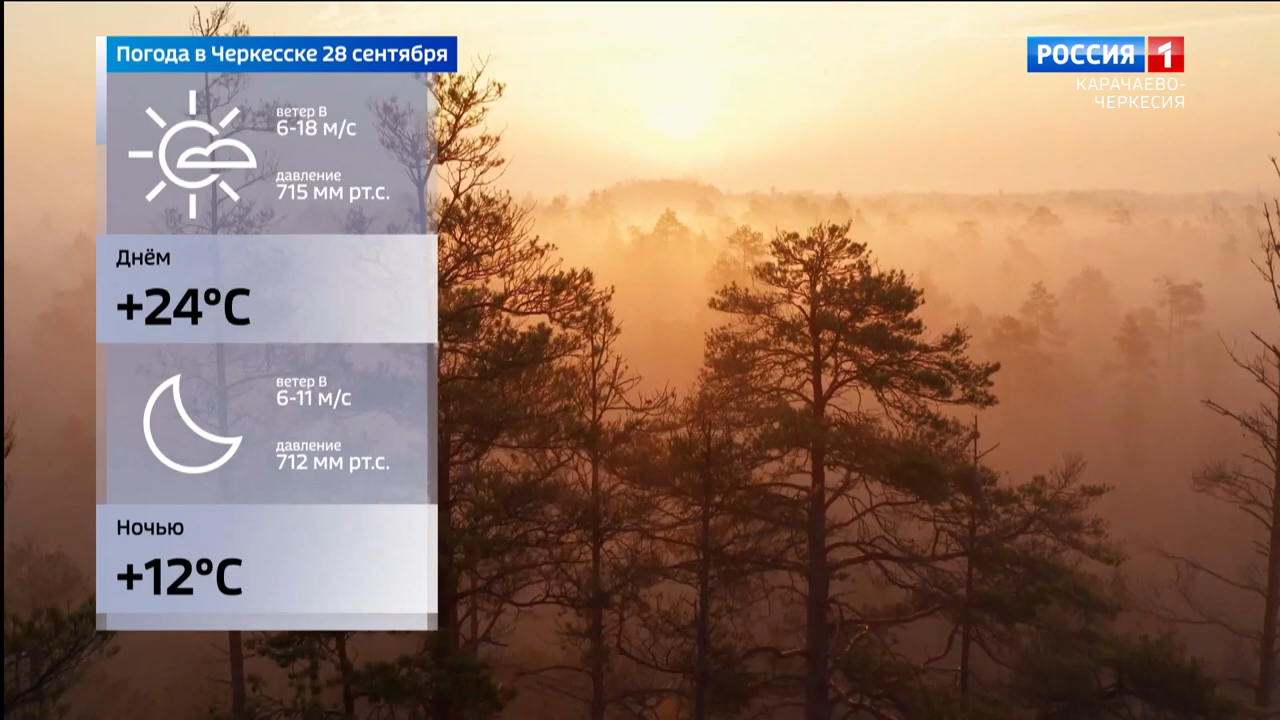 Погода в Черкесске 28 сентября
ветер В
6-18 м/с
давление
715 мм рт.с.
Днём
+24°C
ветер В
6-11 м/с
давление
712 мм рт.с.
Ночью
+12°C
РОССИЯ 1
КАРАЧАЕВО-
ЧЕРКЕСИЯ